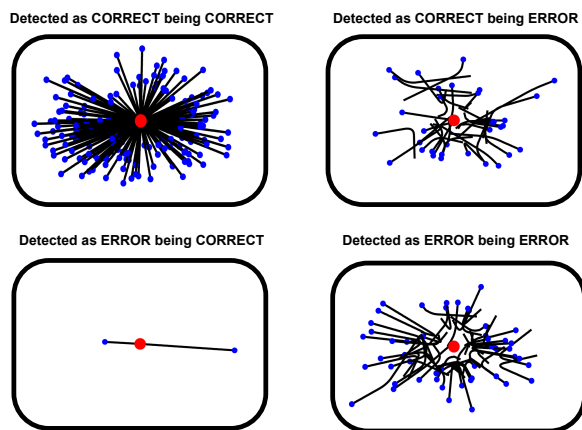 Detected as CORRECT being CORRECT
Detected as CORRECT being ERROR
Detected as ERROR being CORRECT
Detected as ERROR being ERROR